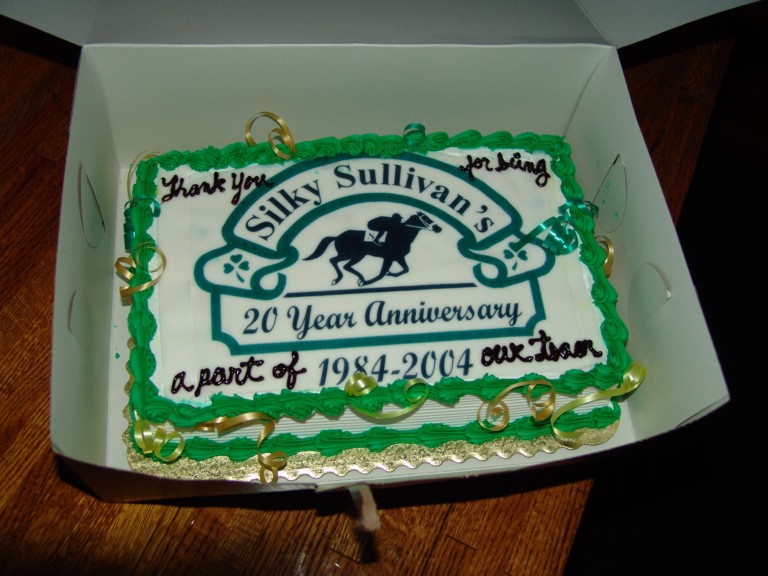 Thank You
for being
Silky Sullivan's
20 Year Anniversary
a part of
1984-2004
our team